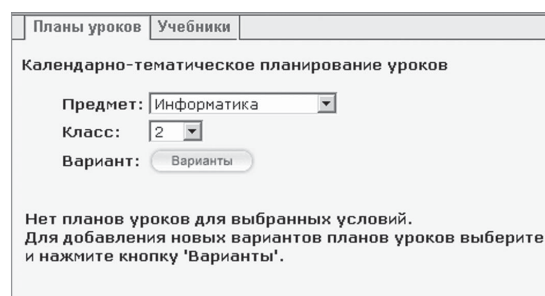 Планы уроков Учебники
Календарно-тематическое планирование уроков
Предмет: Информатика
Класс: 2
Вариант: Варианты
Нет планов уроков для выбранных условий.
Для добавления новых вариантов планов уроков выберите
и нажмите кнопку 'Варианты'.